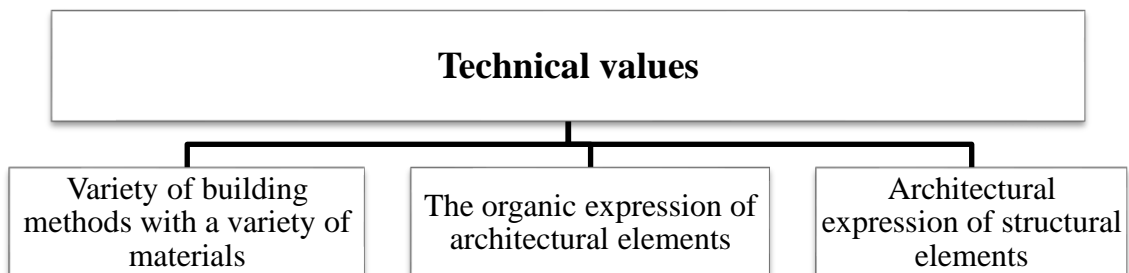 Technical values
Variety of building
methods with a variety of
materials
The organic expression of
architectural elements
Architectural
expression of structural
elements